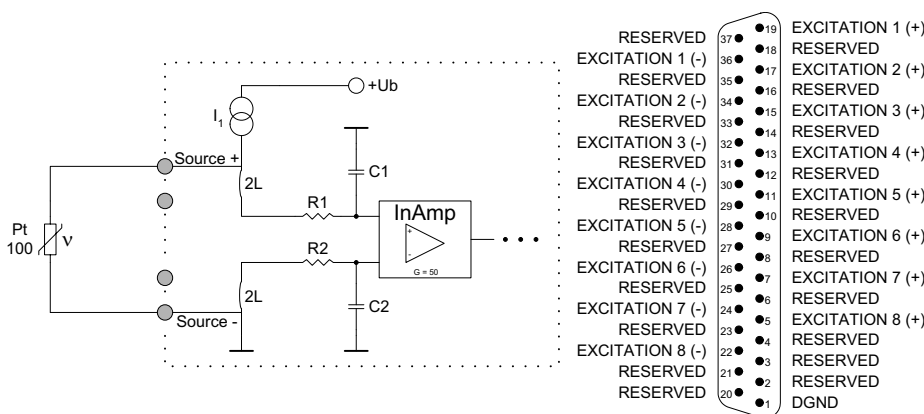 +Ub
I1
Source +
2L
C1
R1
InAmp
+
-
G = 50
Pt
100
ν
R2
2L
C2
Source -
RESERVED 37
EXCITATION 1 (-) 36
RESERVED 35
EXCITATION 2 (-) 34
RESERVED 33
EXCITATION 3 (-) 32
RESERVED 31
EXCITATION 4 (-) 30
RESERVED 29
EXCITATION 5 (-) 28
RESERVED 27
EXCITATION 6 (-) 26
RESERVED 25
EXCITATION 7 (-) 24
RESERVED 23
EXCITATION 8 (-) 22
RESERVED 21
RESERVED 20
19 EXCITATION 1 (+)
18 RESERVED
17 EXCITATION 2 (+)
16 RESERVED
15 EXCITATION 3 (+)
14 RESERVED
13 EXCITATION 4 (+)
12 RESERVED
11 EXCITATION 5 (+)
10 RESERVED
9 EXCITATION 6 (+)
8 RESERVED
7 EXCITATION 7 (+)
6 RESERVED
5 EXCITATION 8 (+)
4 RESERVED
3 RESERVED
2 RESERVED
1 DGND